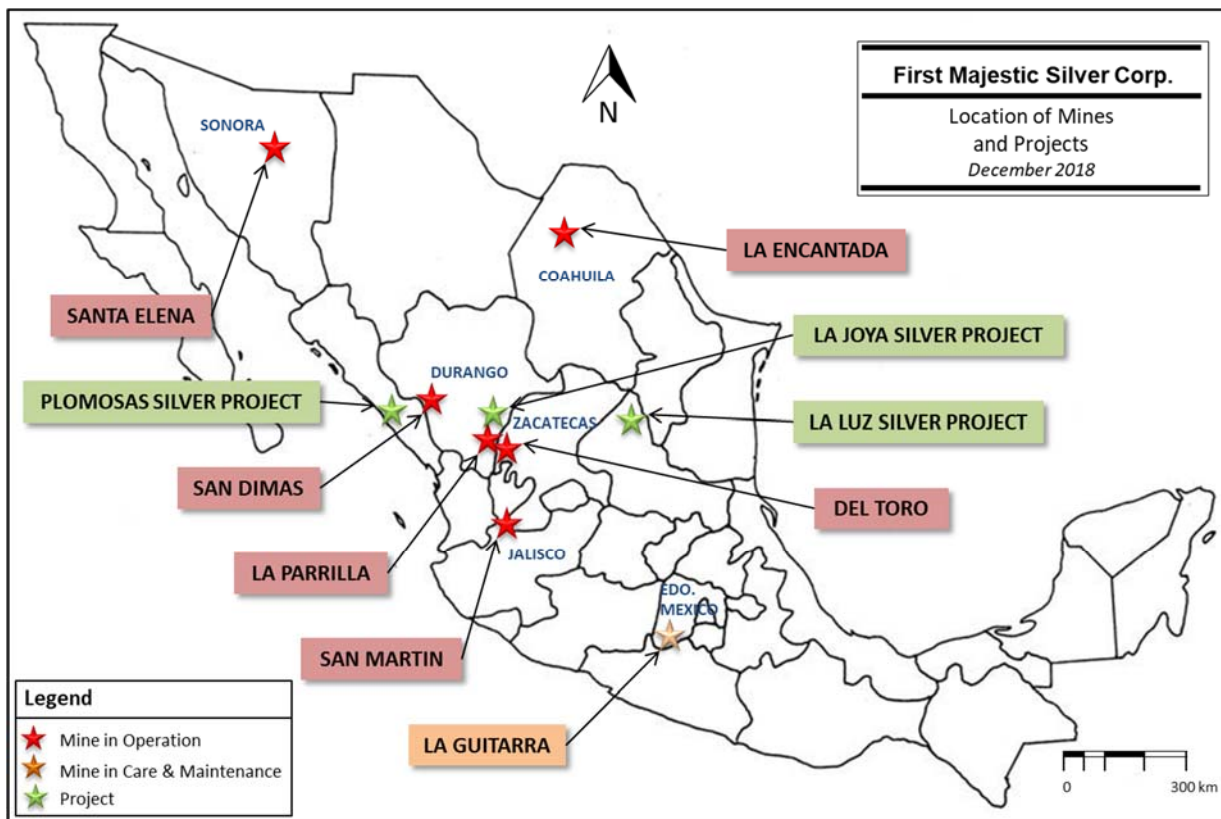 First Majestic Silver Corp.
Location of Mines
and Projects
December 2018
N
SONORA
LA ENCANTADA
COAHUILA
SANTA ELENA
LA JOYA SILVER PROJECT
DURANGO
PLOMOSAS SILVER PROJECT
ZACATECAS
LA LUZ SILVER PROJECT
SAN DIMAS
DEL TORO
JALISCO
LA PARRILLA
EDO.
MEXICO
SAN MARTIN
LA GUITARRA
Legend
Mine in Operation
Mine in Care & Maintenance
Project
0 300 km